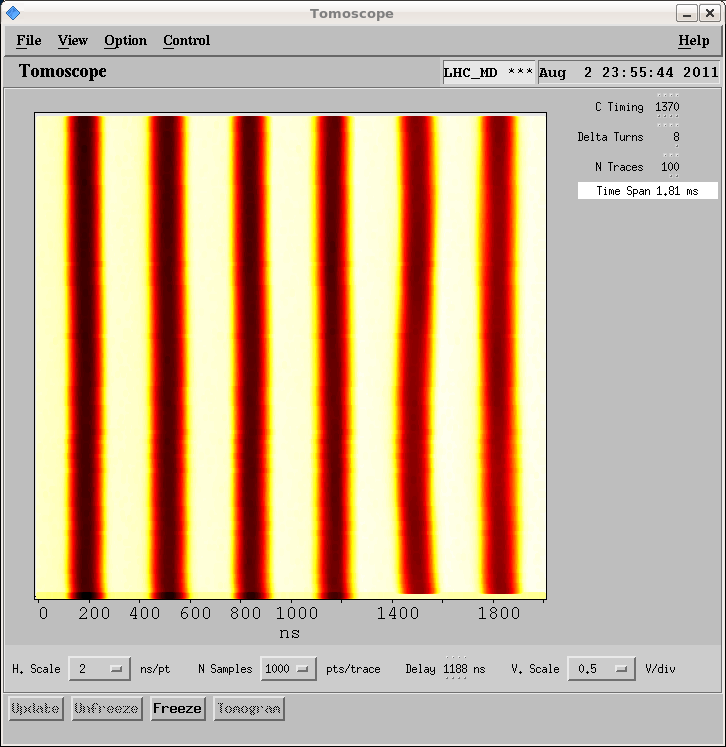 Tomoscope
File View Option Control Help
Tomoscope LHC_MD *** Aug 2 23:55:44 2011
C Timing 1370
Delta Turns 8
N Traces 100
Time Span 1.81 ms
0 200 400 600 800 1000 1400 1800
ns
H. Scale 2 ns/pt N Samples 1000 pts/trace Delay 1188 ns V. Scale 0.5 V/div
Update Unfreeze Freeze Tomogram